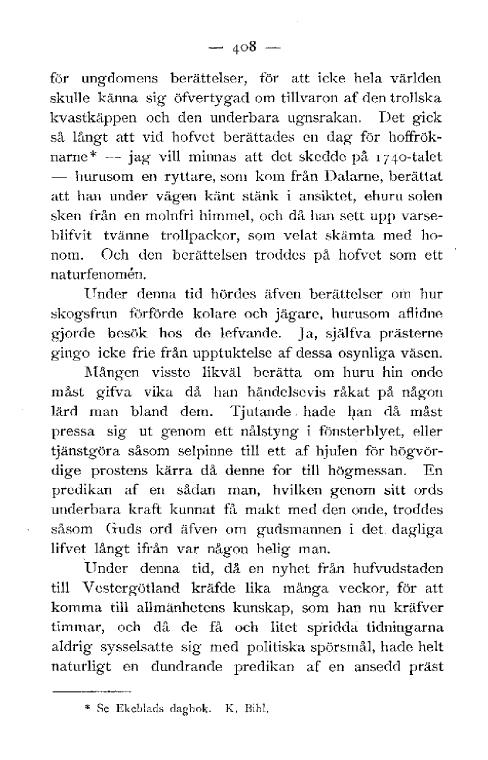 — 408 —
för ungdomens berättelser, för att icke hela världen
skulle känna sig öfvertygad om tillvaron af den trollska
kvastkäppen och den underbara ugnsrakan. Det gick
så långt att vid hofvet berättades en dag för hoffrök-
narne* — jag vill minnas att det skedde på 1740-talet
— hurusom en ryttare, som kom från Dalarne, berättat
att han under vägen känt stänk i ansiktet, ehuru solen
sken från en molnfri himmel, och då han sett upp varse-
blifvit tvänne trollpackor, som velat skämta med ho-
nom. Och den berättelsen troddes på hofvet som ett
naturfenomén.
Under denna tid hördes äfven berättelser om hur
skogsfrun förförde kolare och jägare, hurusom aflidne
gjorde besök hos de lefvande. Ja, själfva prästerne
gingo icke frie från upptuktelse af dessa osynliga väsen.
Mången visste likväl berätta om huru hin onde
måst gifva vika då han händelsevis råkat på någon
lärd man bland dem. Tjutande hade han då måst
pressa sig ut genom ett nålstyng i fönsterblyet, eller
tjänstgöra såsom selpinne till ett af hjulen för högvör-
dige prostens kärra då denne for till högmessan. En
predikan af en sådan man, hvilken genom sitt ords
underbara kraft kunnat få makt med den onde, troddes
såsom Guds ord äfven om gudsmannen i det dagliga
lifvet långt ifrån var någon helig man.
Under denna tid, då en nyhet från hufvudstaden
till Vestergötland kräfde lika många veckor, för att
komma till allmänhetens kunskap, som han nu kräfver
timmar, och då de få och litet spridda tidningarna
aldrig sysselsatte sig med politiska spörsmål, hade helt
naturligt en dundrande predikan af en ansedd präst
* Se Ekeblads dagbok. K. Bibl.